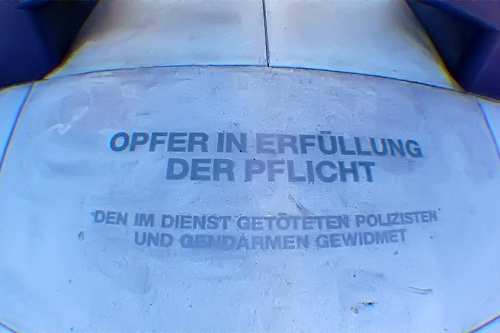 OPFER IN ERFÜLLUNG
DER PFLICHT
DEN IM DIENST GETÖTETEN POLIZISTEN
UND GENDARMEN GEWIDMET